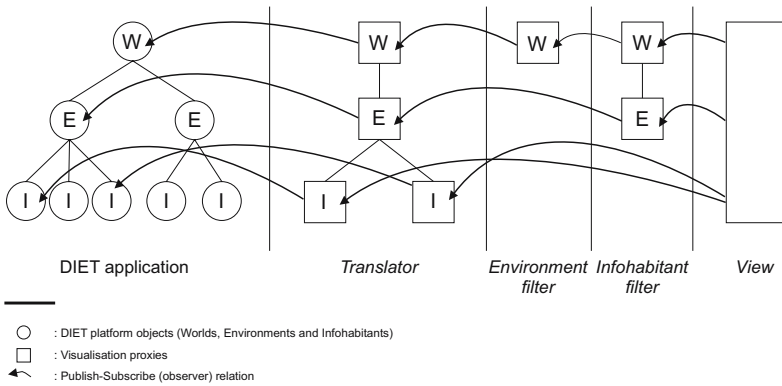 W W W W
E E E E
I I I I I I I
DIET application Translator Environment filter Infohabitant filter View
: DIET platform objects (Worlds, Environments and Infohabitants)
: Visualisation proxies
: Publish-Subscribe (observer) relation